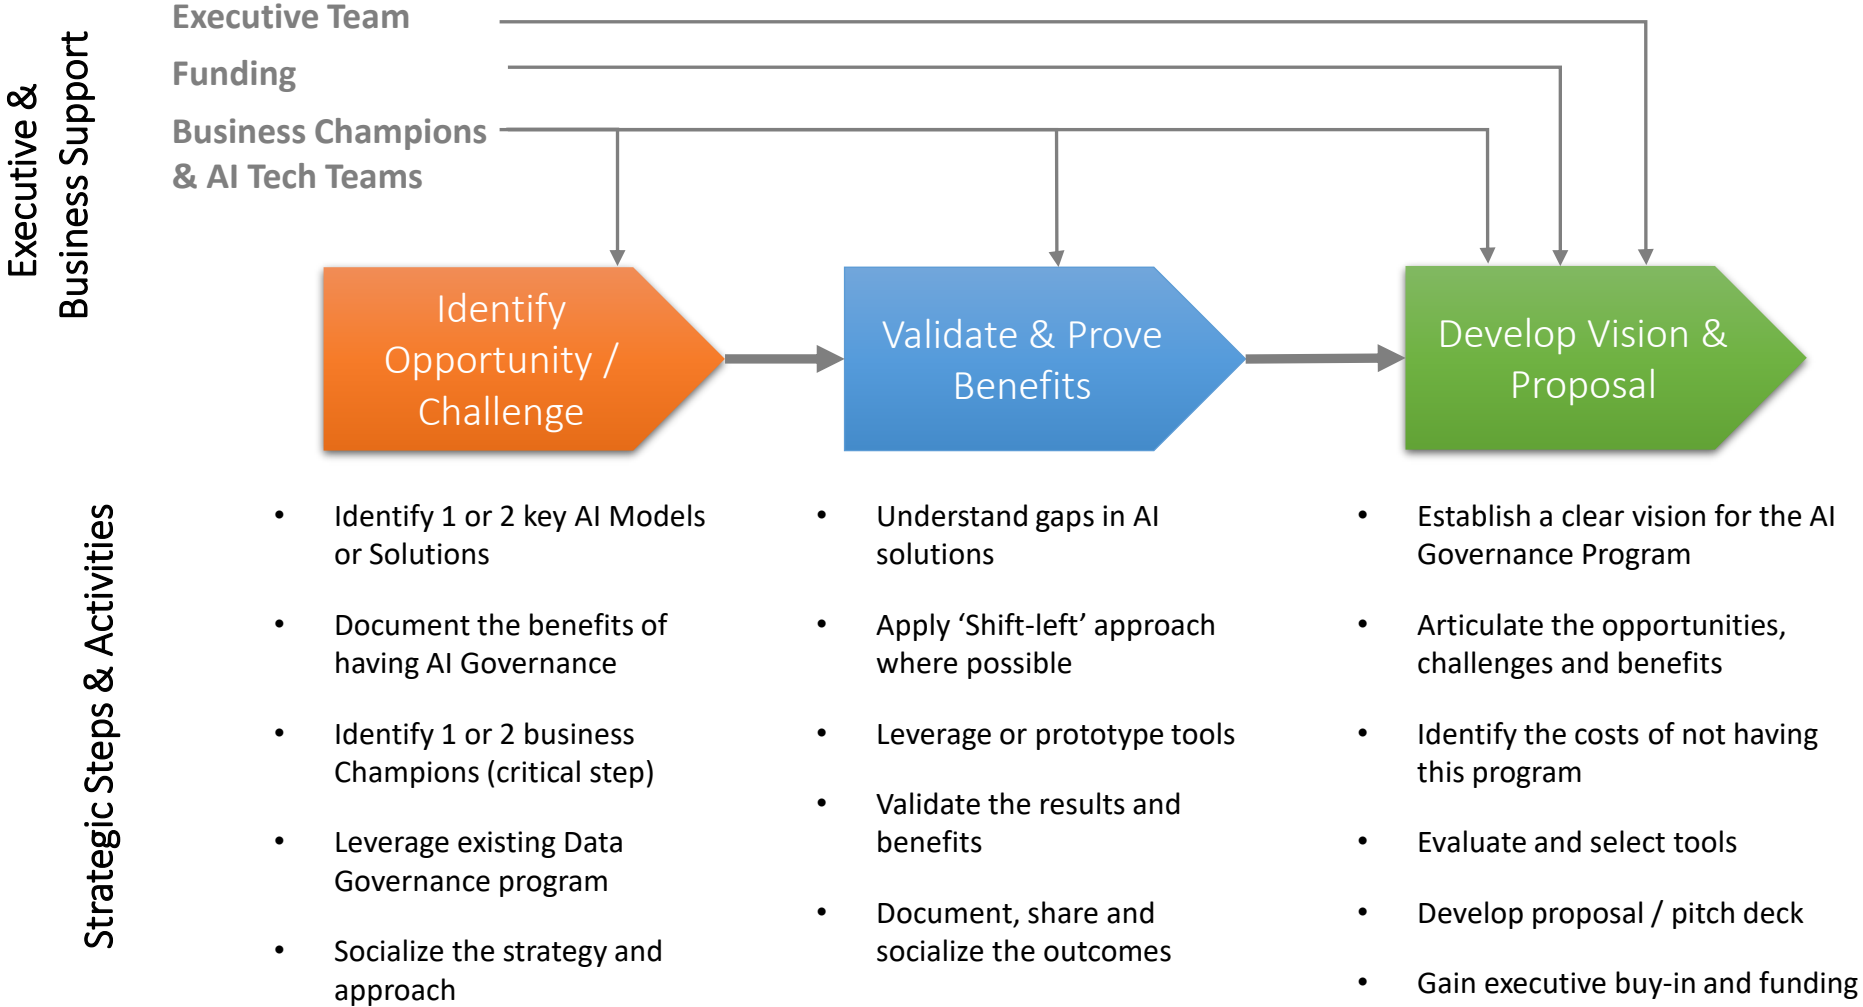 Executive &
Business Support
Executive Team
Funding
Business Champions
& AI Tech Teams
Identify
Opportunity /
Challenge
Validate & Prove
Benefits
Develop Vision &
Proposal
Strategic Steps & Activities
• Identify 1 or 2 key AI Models
or Solutions
• Document the benefits of
having AI Governance
• Identify 1 or 2 business
Champions (critical step)
• Leverage existing Data
Governance program
• Socialize the strategy and
approach
• Understand gaps in AI
solutions
• Apply ‘Shift-left’ approach
where possible
• Leverage or prototype tools
• Validate the results and
benefits
• Document, share and
socialize the outcomes
• Establish a clear vision for the AI
Governance Program
• Articulate the opportunities,
challenges and benefits
• Identify the costs of not having
this program
• Evaluate and select tools
• Develop proposal / pitch deck
• Gain executive buy-in and funding